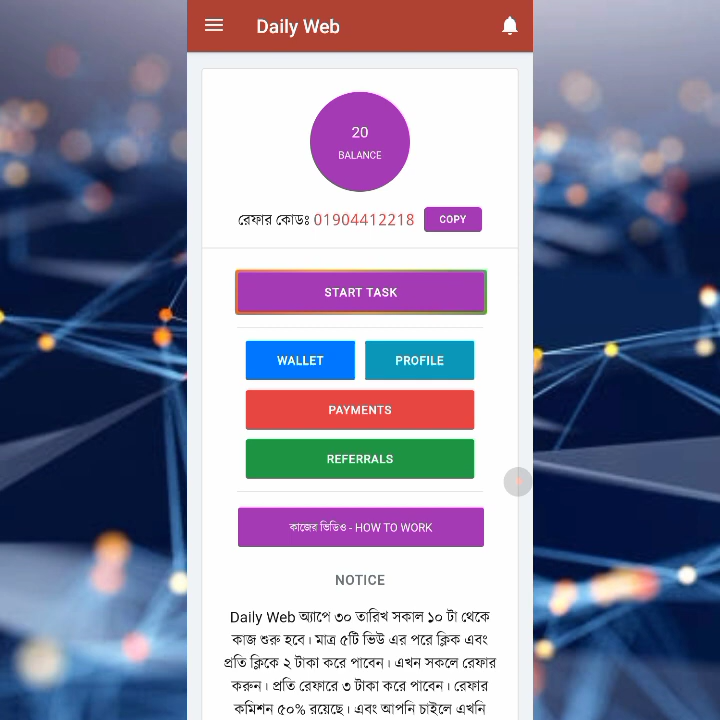 Daily Web
20
BALANCE
রেফার কোডঃ 01904412218 COPY
START TASK
WALLET PROFILE
PAYMENTS
REFERRALS
কাজের ভিডিও - HOW TO WORK
NOTICE
Daily Web অ্যাপে ৩০ তারিখ সকাল ১০ টা থেকে
কাজ শুরু হবে। মাত্র ৫টি ভিউ এর পরে ক্লিক এবং
প্রতি ক্লিকে ২ টাকা করে পাবেন। এখন সকলে রেফার
করুন। প্রতি রেফারে ৩ টাকা করে পাবেন। রেফার
কমিশন ৫০% রয়েছে। এবং আপনি চাইলে এখনি